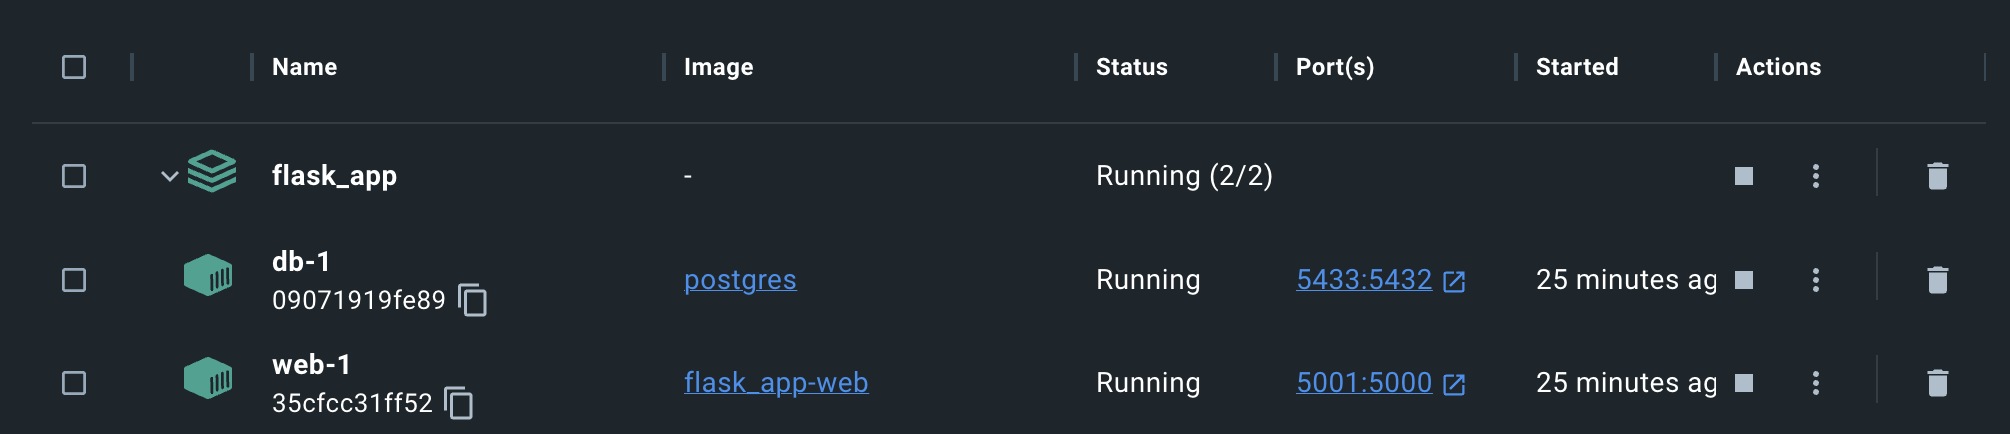 Name Image Status Port(s) Started Actions
flask_app - Running (2/2)
db-1
09071919fe89 postgres Running 5433:5432 25 minutes ag
web-1
35cfcc31ff52 flask_app-web Running 5001:5000 25 minutes ag